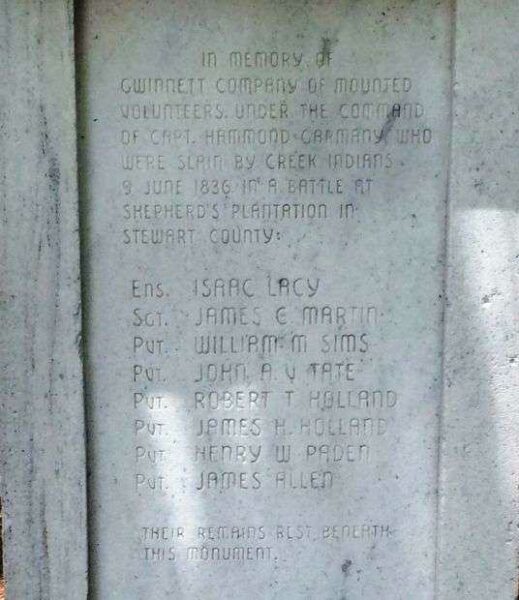 IN MEMORY OF
GWINNETT COMPANY OF MOUNTED
VOLUNTEERS, UNDER THE COMMAND
OF CAPT. HAMMOND GARMANY, WHO
WERE SLAIN BY CREEK INDIANS
9 JUNE 1836 IN A BATTLE AT
SHEPHERD'S PLANTATION IN
STEWART COUNTY:
ENS. ISAAC LACY
SGT. JAMES C MARTIN
PVT. WILLIAM M SIMS
PVT. JOHN A V TATE
PVT. ROBERT T HOLLAND
PVT. JAMES H HOLLAND
PVT. HENRY W PADEN
PVT. JAMES ALLEN
THEIR REMAINS REST BENEATH
THIS MONUMENT.